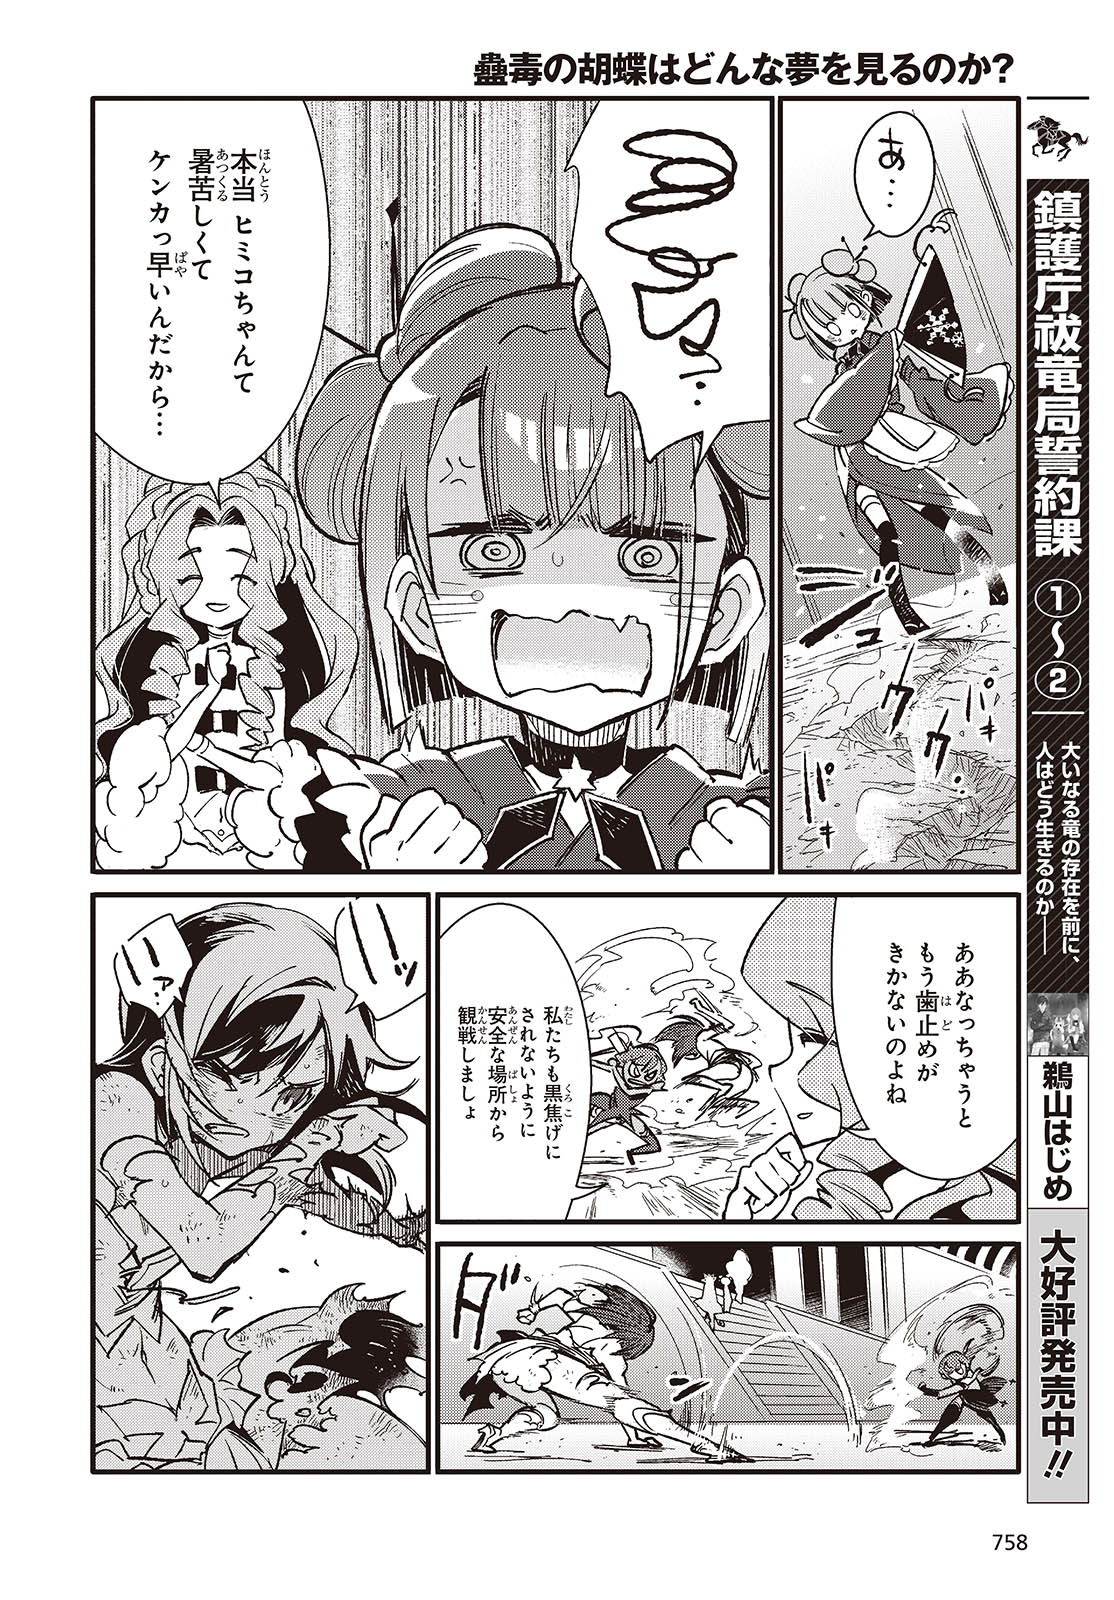 蠱毒の胡蝶はどんな夢を見るのか?
あ…
パキ
ダッ
本当ヒミコちゃんて
暑苦しくて
ケンカっ早いんだから…
ああなっちゃうと
もう歯止めが
きかないのよね
私たちも黒焦げに
されないように
安全な場所から
観戦しましょ
鎮護庁祓竜局誓約課 ①〜②
大いなる竜の存在を前に、
人はどう生きるのか――
鵜山はじめ
大好評発売中!!
758